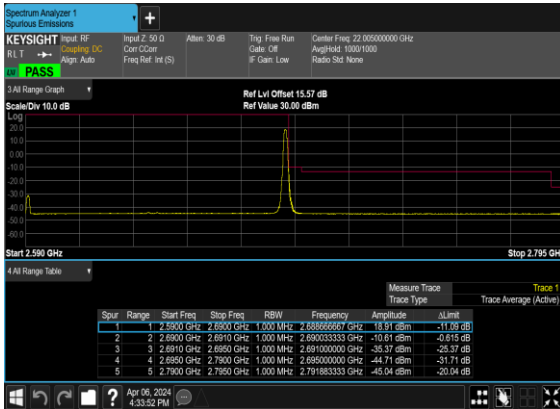 Spectrum Analyzer 1
Spurious Emissions
+
KEYSIGHT Input: RF Input Z: 50 Ω Atten: 30 dB Trig: Free Run Center Freq: 22.005000000 GHz
RLT Coupling: DC Corr CCorr Gate: Off Avg|Hold: 1000/1000
Align: Auto Freq Ref: Int (S) IF Gain: Low Radio Std: None
PASS
3 All Range Graph
Ref Lvl Offset 15.57 dB
Scale/Div 10.0 dB Ref Value 30.00 dBm
Log
20.0
10.0
0.00
-10.0
-20.0
-30.0
-40.0
-50.0
-60.0
Start 2.590 GHz Stop 2.795 GH
4 All Range Table
Measure Trace Trace 1
Trace Type Trace Average (Active)
Spur Range Start Freq Stop Freq RBW Frequency Amplitude ΔLimit
1 1 2.5900 GHz 2.6900 GHz 1.000 MHz 2.688666667 GHz 18.91 dBm -11.09 dB
2 2 2.6900 GHz 2.6910 GHz 1.000 MHz 2.690033333 GHz -10.61 dBm -0.615 dB
3 3 2.6910 GHz 2.6950 GHz 1.000 MHz 2.691000000 GHz -35.37 dBm -25.37 dB
4 4 2.6950 GHz 2.7900 GHz 1.000 MHz 2.695000000 GHz -44.71 dBm -31.71 dB
5 5 2.7900 GHz 2.7950 GHz 1.000 MHz 2.791883333 GHz -45.04 dBm -20.04 dB
?
Apr 06, 2024
4:33:52 PM